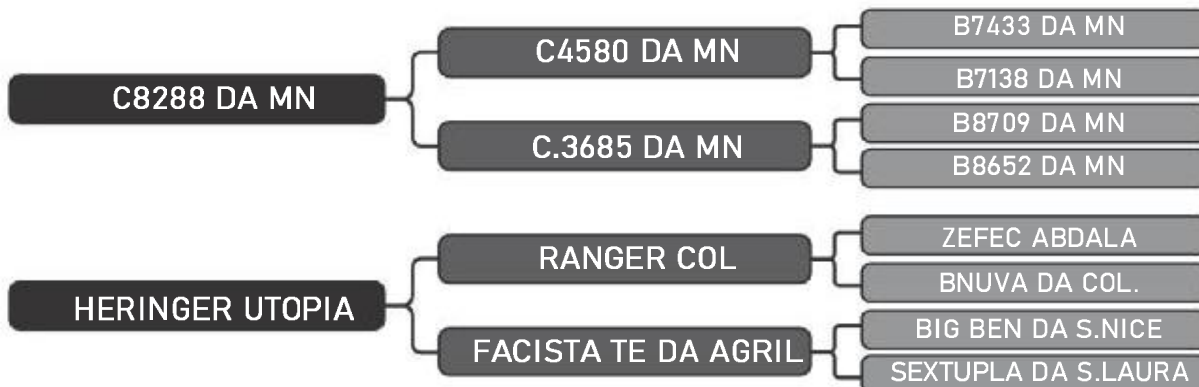 C8288 DA MN
C4580 DA MN
B7433 DA MN
B7138 DA MN
C.3685 DA MN
B8709 DA MN
B8652 DA MN
HERINGER UTOPIA
RANGER COL
ZEFEC ABDALA
BNUVA DA COL.
FACISTA TE DA AGRIL
BIG BEN DA S.NICE
SEXTUPLA DA S.LAURA